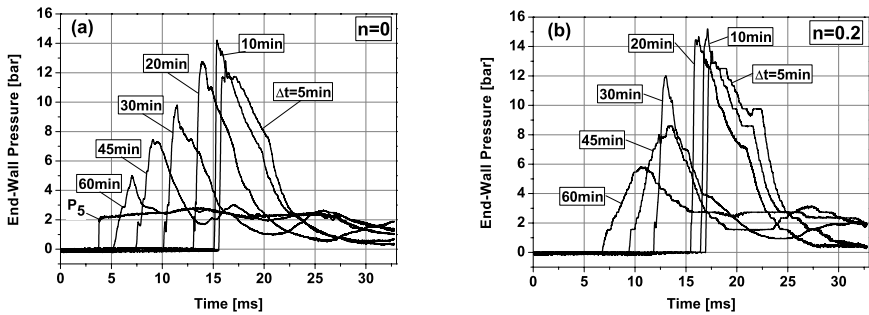 (a)
n=0
End-Wall Pressure [bar]
16
14
12
10
8
6
4
2
0
10min
20min
Δt=5min
30min
45min
60min
P5
0
5
10
15
20
25
30
Time [ms]
(b)
n=0.2
End-Wall Pressure [bar]
16
14
12
10
8
6
4
2
0
10min
20min
Δt=5min
30min
45min
60min
0
5
10
15
20
25
30
Time [ms]